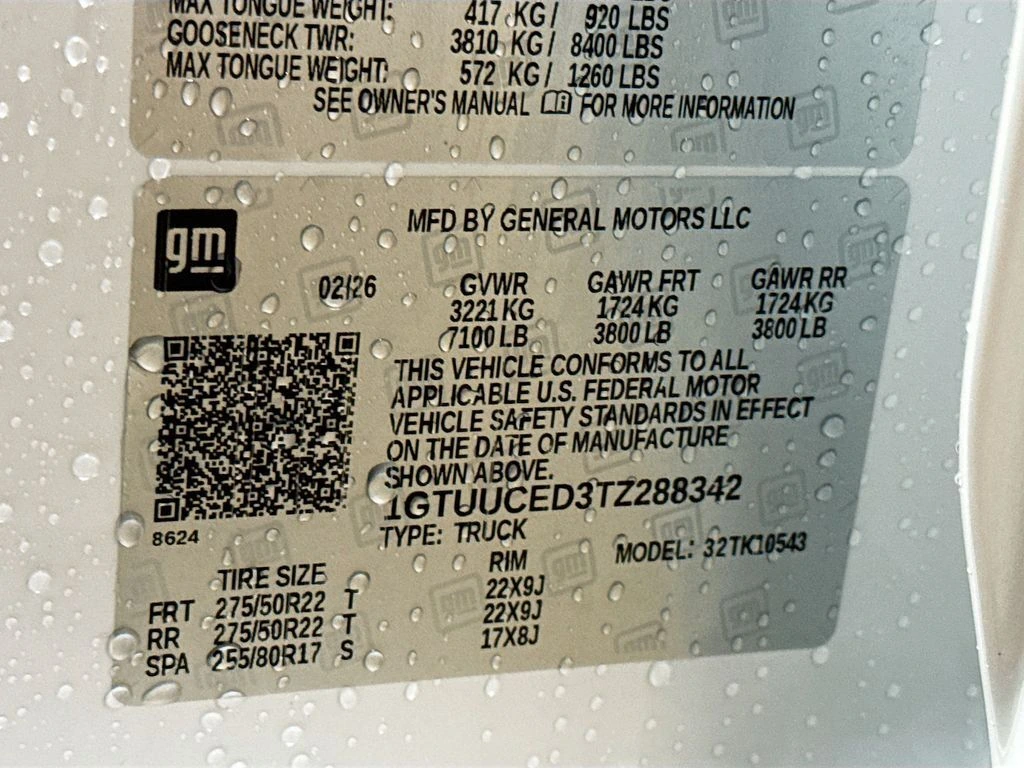 MAX TONGUE WEIGHT: 417 KG / 920 LBS
GOOSENECK TWR: 3810 KG / 8400 LBS
MAX TONGUE WEIGHT: 572 KG / 1260 LBS
SEE OWNER'S MANUAL FOR MORE INFORMATION
gm
MFD BY GENERAL MOTORS LLC
02/26 GVWR GAWR FRT GAWR RR
3221 KG 1724 KG 1724 KG
7100 LB 3800 LB 3800 LB
THIS VEHICLE CONFORMS TO ALL
APPLICABLE U.S. FEDERAL MOTOR
VEHICLE SAFETY STANDARDS IN EFFECT
ON THE DATE OF MANUFACTURE
SHOWN ABOVE.
1GTUUCED3TZ288342
8624
TYPE: TRUCK MODEL: 32TK10543
TIRE SIZE RIM
FRT 275/50R22 T 22X9J
RR 275/50R22 T 22X9J
SPA 255/80R17 S 17X8J